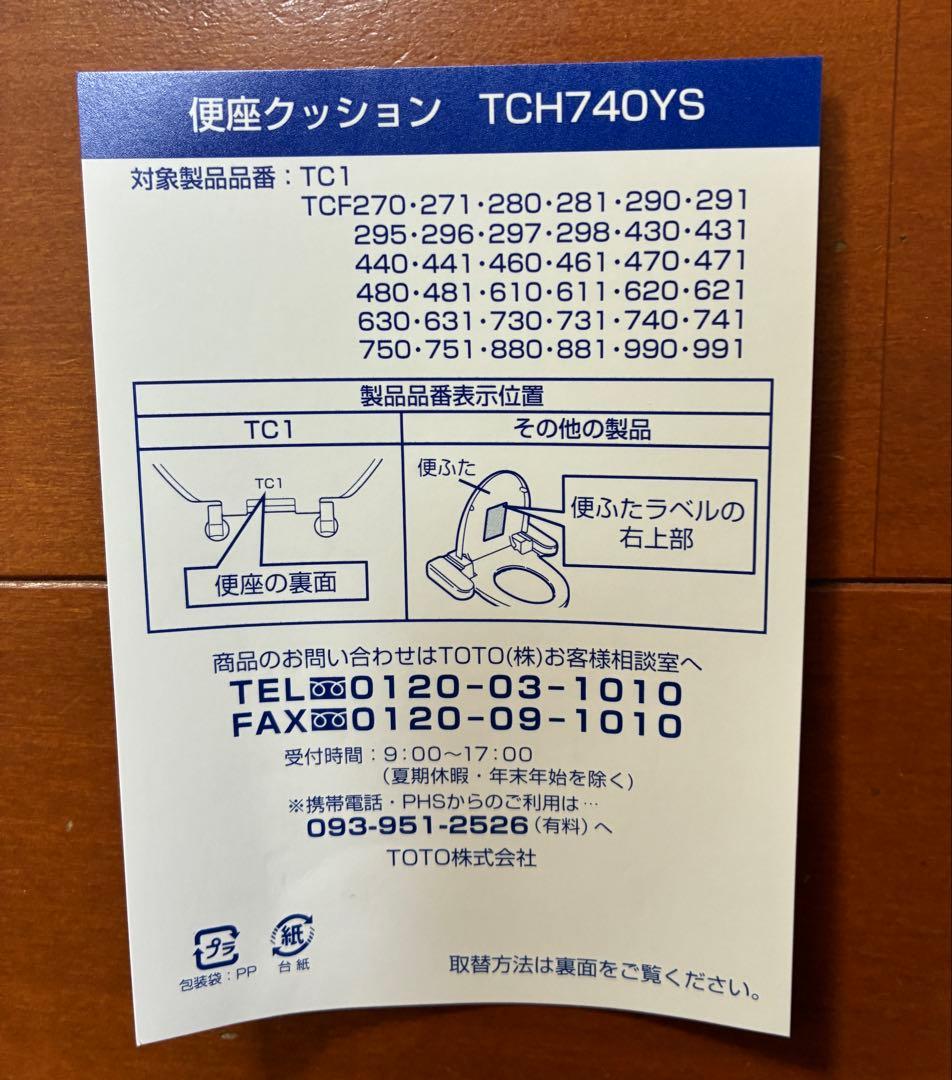 便座クッション TCH740YS
対象製品品番：TC1
TCF270・271・280・281・290・291
295・296・297・298・430・431
440・441・460・461・470・471
480・481・610・611・620・621
630・631・730・731・740・741
750・751・880・881・990・991
製品品番表示位置
TC1
その他の製品
TC1
便座の裏面
便ふた
便ふたラベルの
右上部
商品のお問い合わせはTOTO(株)お客様相談室へ
TEL 0120-03-1010
FAX 0120-09-1010
受付時間：9:00〜17:00
(夏期休暇・年末年始を除く)
※携帯電話・PHSからのご利用は…
093-951-2526(有料)へ
TOTO株式会社
プラ
包装袋：PP
紙
台紙
取替方法は裏面をご覧ください。